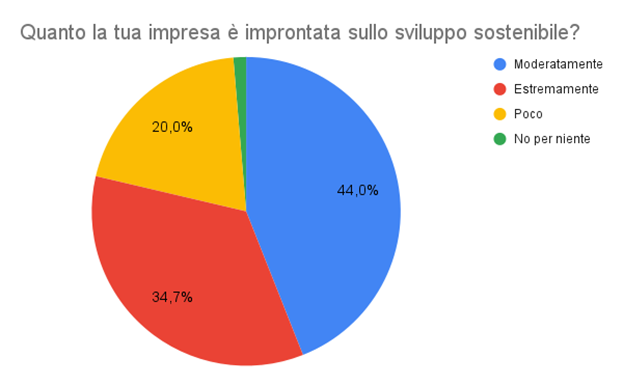 Quanto la tua impresa è improntata sullo sviluppo sostenibile?
Moderatamente
Estremamente
Poco
No per niente
20,0%
44,0%
34,7%